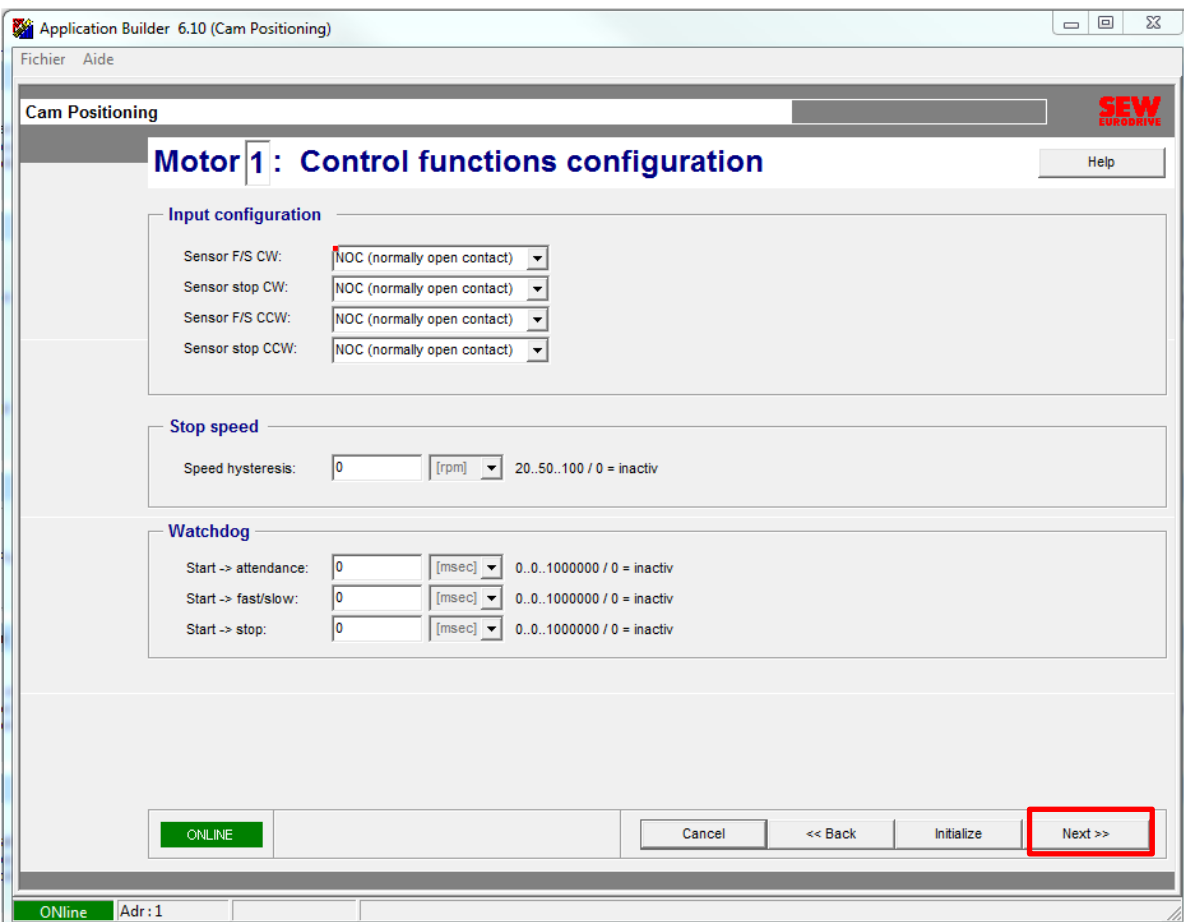 Application Builder 6.10 (Cam Positioning)
Fichier Aide
Cam Positioning
SEW
EURODRIVE
Motor 1 : Control functions configuration
Help
Input configuration
Sensor F/S CW: NOC (normally open contact)
Sensor stop CW: NOC (normally open contact)
Sensor F/S CCW: NOC (normally open contact)
Sensor stop CCW: NOC (normally open contact)
Stop speed
Speed hysteresis: 0 [rpm] 20..50..100 / 0 = inactiv
Watchdog
Start -> attendance: 0 [msec] 0..0..1000000 / 0 = inactiv
Start -> fast/slow: 0 [msec] 0..0..1000000 / 0 = inactiv
Start -> stop: 0 [msec] 0..0..1000000 / 0 = inactiv
ONLINE Cancel << Back Initialize Next >>
ONline Adr:1